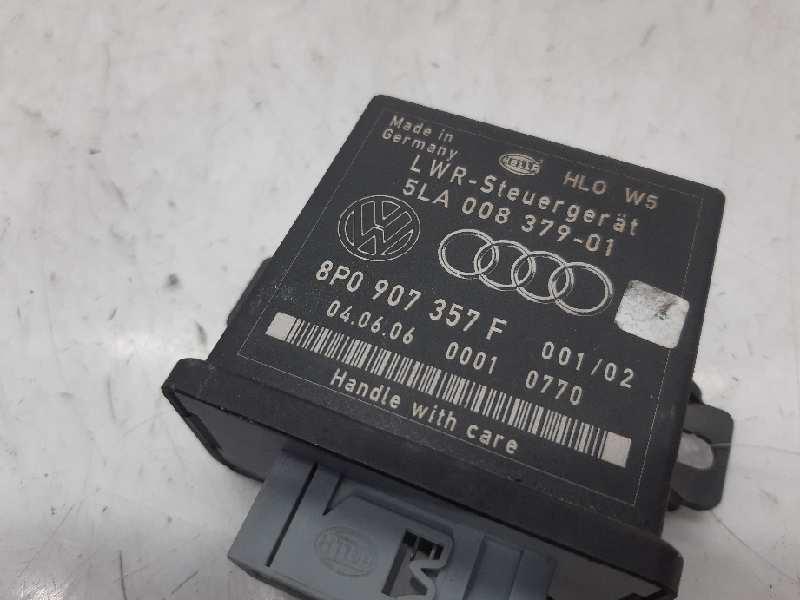 Made in
Germany
HELLA HLO W5
LWR-Steuergerät
5LA 008 379-01
8P0 907 357 F
001/02
04.06.06 0001 0770
Handle with care
HELLA